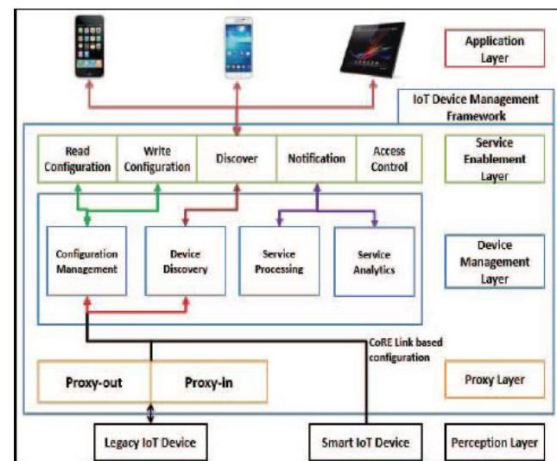 Application
Layer
IoT Device Management
Framework
Read
Configuration
Write
Configuration
Discover
Notification
Access
Control
Service
Enablement
Layer
Configuration
Management
Device
Discovery
Service
Processing
Service
Analytics
Device
Management
Layer
CoRE Link based
configuration
Proxy-out
Proxy-in
Proxy Layer
Legacy IoT Device
Smart IoT Device
Perception Layer